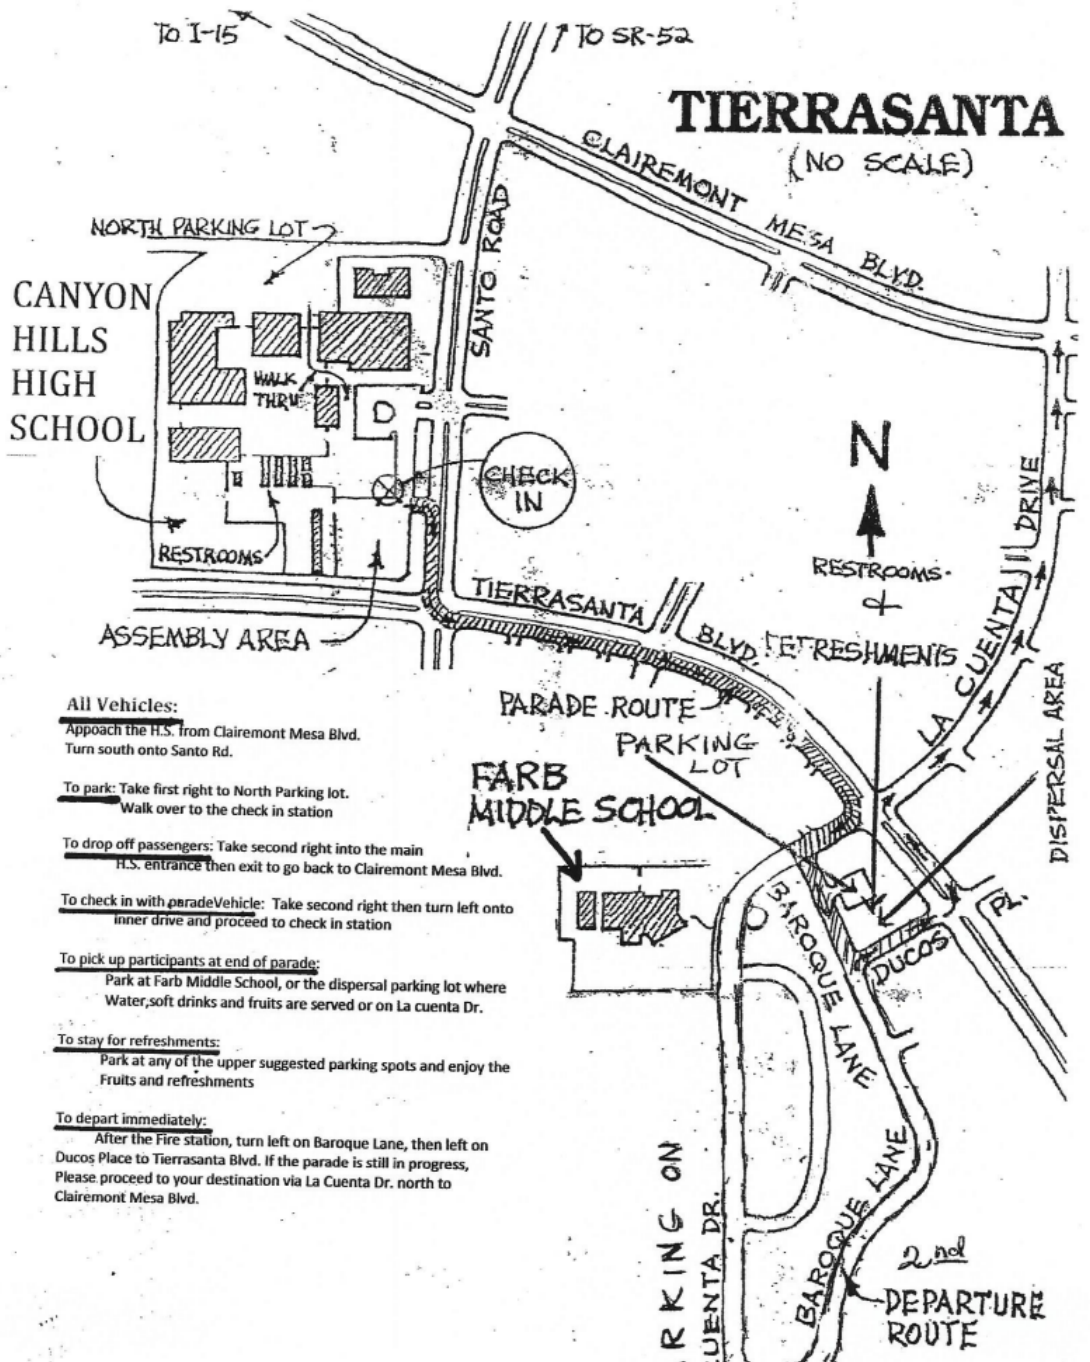 TO I-15
TO SR-52
TIERRASANTA
(NO SCALE)
CLAIREMONT MESA BLVD.
NORTH PARKING LOT
SANTO ROAD
CANYON
HILLS
HIGH
SCHOOL
WALK
THRU
D
CHECK
IN
N
RESTROOMS
RESTROOMS
&
REFRESHMENTS
LA CUENTA DRIVE
TIERRASANTA BLVD.
ASSEMBLY AREA
DISPERSAL AREA
PARADE ROUTE
PARKING
LOT
FARB
MIDDLE SCHOOL
All Vehicles:
Appoach the H.S. from Clairemont Mesa Blvd.
Turn south onto Santo Rd.
To park: Take first right to North Parking lot.
Walk over to the check in station
To drop off passengers: Take second right into the main
H.S. entrance then exit to go back to Clairemont Mesa Blvd.
To check in with paradeVehicle: Take second right then turn left onto
inner drive and proceed to check in station
To pick up participants at end of parade:
Park at Farb Middle School, or the dispersal parking lot where
Water,soft drinks and fruits are served or on La cuenta Dr.
To stay for refreshments:
Park at any of the upper suggested parking spots and enjoy the
Fruits and refreshments
To depart immediately:
After the Fire station, turn left on Baroque Lane, then left on
Ducos Place to Tierrasanta Blvd. If the parade is still in progress,
Please proceed to your destination via La Cuenta Dr. north to
Clairemont Mesa Blvd.
BAROQUE LANE
DUCOS PL.
BAROQUE LANE
RKING ON
UENTA DR.
2nd
DEPARTURE
ROUTE